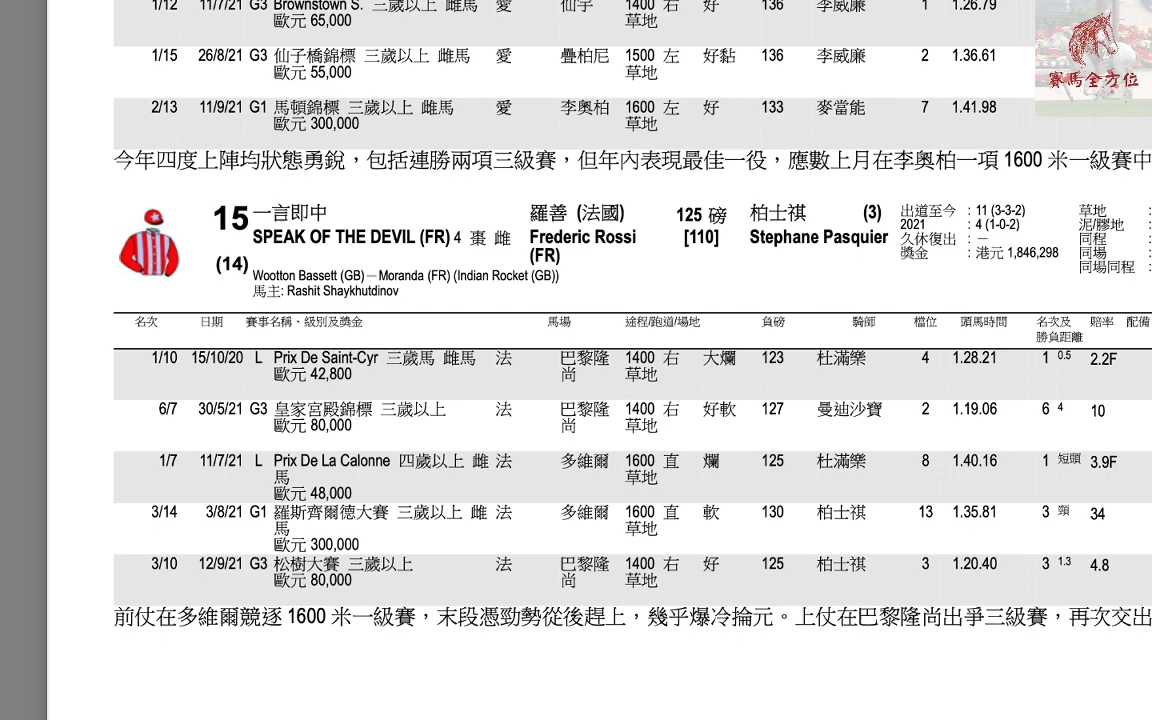 1/12 11/7/21 G3 Brownstown S. 三歲以上 雌馬 愛 仙宇 1400 右 好 136 李威廉 1 1.26.79
歐元 65,000 草地
1/15 26/8/21 G3 仙子橋錦標 三歲以上 雌馬 愛 疊柏尼 1500 左 好黏 136 李威廉 2 1.36.61
歐元 55,000 草地
賽馬全方位
2/13 11/9/21 G1 馬頓錦標 三歲以上 雌馬 愛 李奧柏 1600 左 好 133 麥當能 7 1.41.98
歐元 300,000 草地
今年四度上陣均狀態勇銳，包括連勝兩項三級賽，但年內表現最佳一役，應數上月在李奧柏一項 1600 米一級賽中
15 一言即中 羅善 (法國) 125 磅 柏士祺 (3) 出道至今 : 11 (3-3-2) 草地 :
SPEAK OF THE DEVIL (FR) 4 棗 雌 Frederic Rossi [110] Stephane Pasquier 2021 : 4 (1-0-2) 泥/膠地 :
(FR) 久休復出 : － 同程 :
(14) 獎金 : 港元 1,846,298 同場 :
Wootton Bassett (GB)－Moranda (FR) (Indian Rocket (GB)) 同場同程 :
馬主: Rashit Shaykhutdinov
名次 日期 賽事名稱、級別及獎金 馬場 途程/跑道/場地 負磅 騎師 檔位 頭馬時間 名次及 賠率 配備
勝負距離
1/10 15/10/20 L Prix De Saint-Cyr 三歲馬 雌馬 法 巴黎隆 1400 右 大爛 123 杜滿樂 4 1.28.21 1 0.5 2.2F
歐元 42,800 尚 草地
6/7 30/5/21 G3 皇家宮殿錦標 三歲以上 法 巴黎隆 1400 右 好軟 127 曼迪沙寶 2 1.19.06 6 4 10
歐元 80,000 尚 草地
1/7 11/7/21 L Prix De La Calonne 四歲以上 雌 法 多維爾 1600 直 爛 125 杜滿樂 8 1.40.16 1 短頭 3.9F
馬 草地
歐元 48,000
3/14 3/8/21 G1 羅斯齊爾德大賽 三歲以上 雌 法 多維爾 1600 直 軟 130 柏士祺 13 1.35.81 3 頸 34
馬 草地
歐元 300,000
3/10 12/9/21 G3 松樹大賽 三歲以上 法 巴黎隆 1400 右 好 125 柏士祺 3 1.20.40 3 1.3 4.8
歐元 80,000 尚 草地
前仗在多維爾競逐 1600 米一級賽，末段憑勁勢從後趕上，幾乎爆冷掄元。上仗在巴黎隆尚出爭三級賽，再次交出